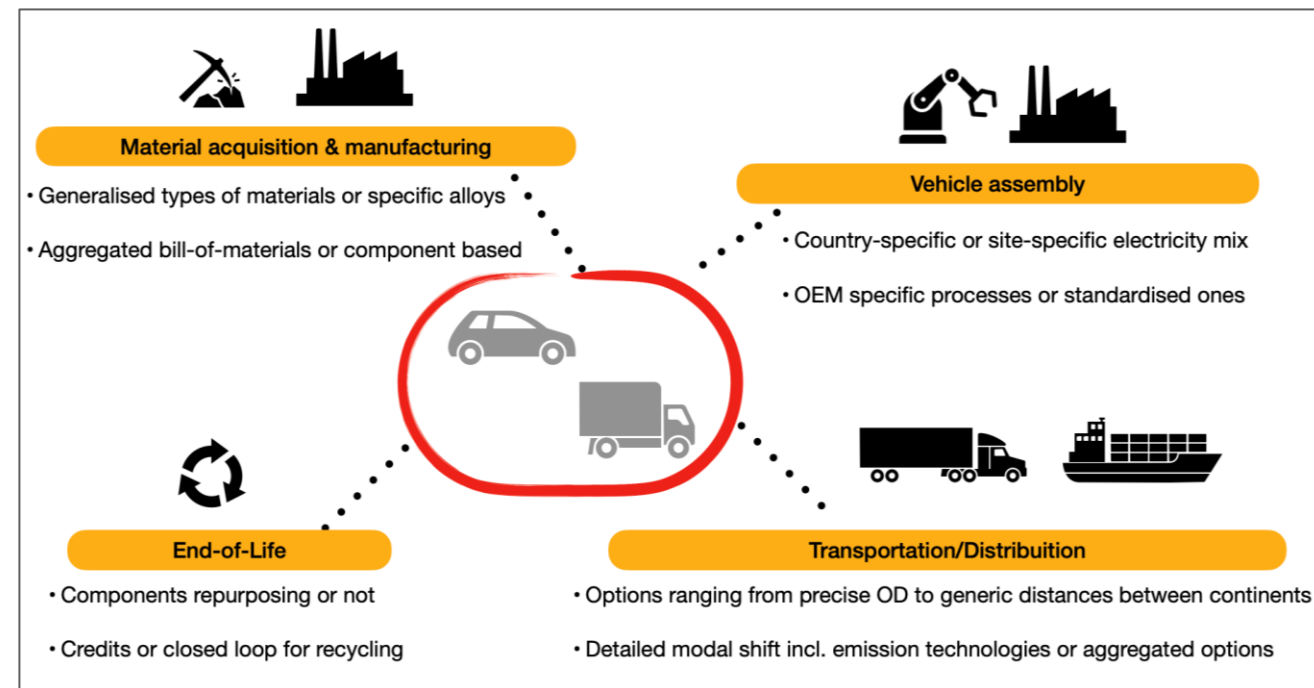 Material acquisition & manufacturing
• Generalised types of materials or specific alloys
• Aggregated bill-of-materials or component based
Vehicle assembly
• Country-specific or site-specific electricity mix
• OEM specific processes or standardised ones
End-of-Life
• Components repurposing or not
• Credits or closed loop for recycling
Transportation/Distribuition
• Options ranging from precise OD to generic distances between continents
• Detailed modal shift incl. emission technologies or aggregated options